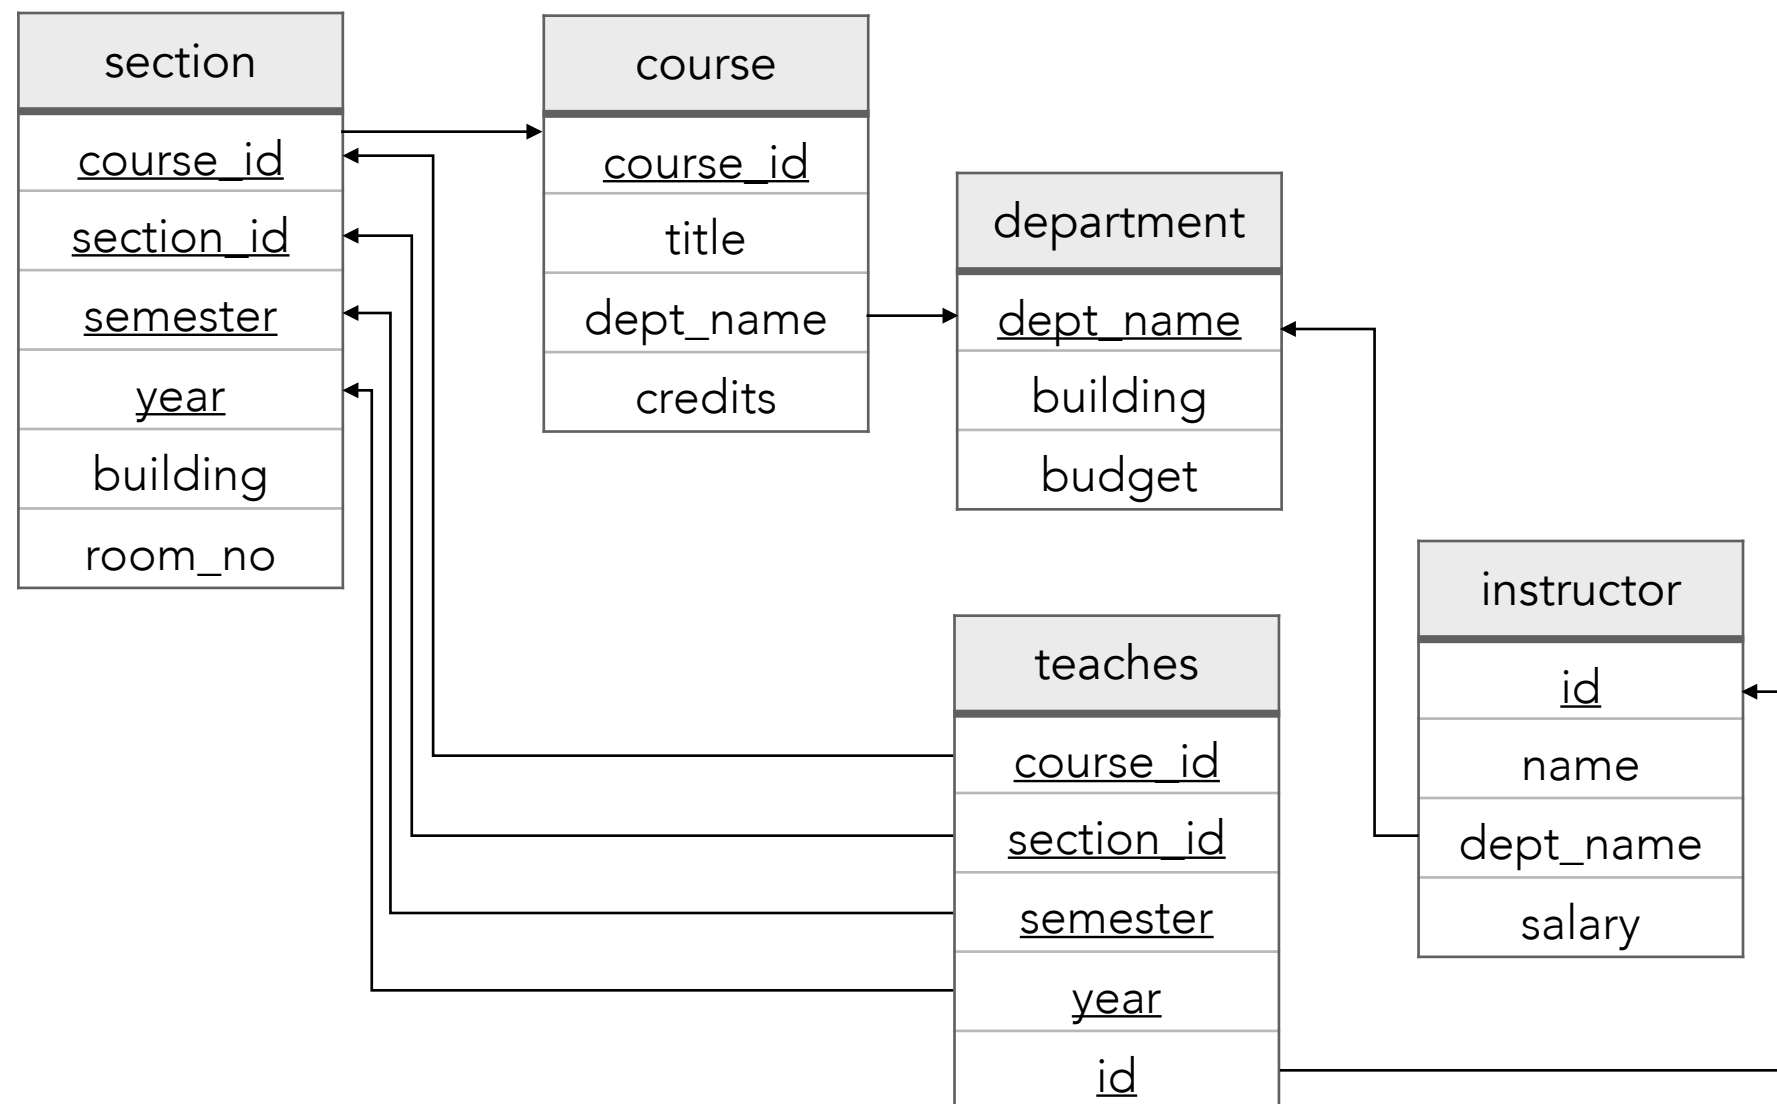 section
course_id
section_id
semester
year
building
room_no
course
course_id
title
dept_name
credits
department
dept_name
building
budget
teaches
course_id
section_id
semester
year
id
instructor
id
name
dept_name
salary